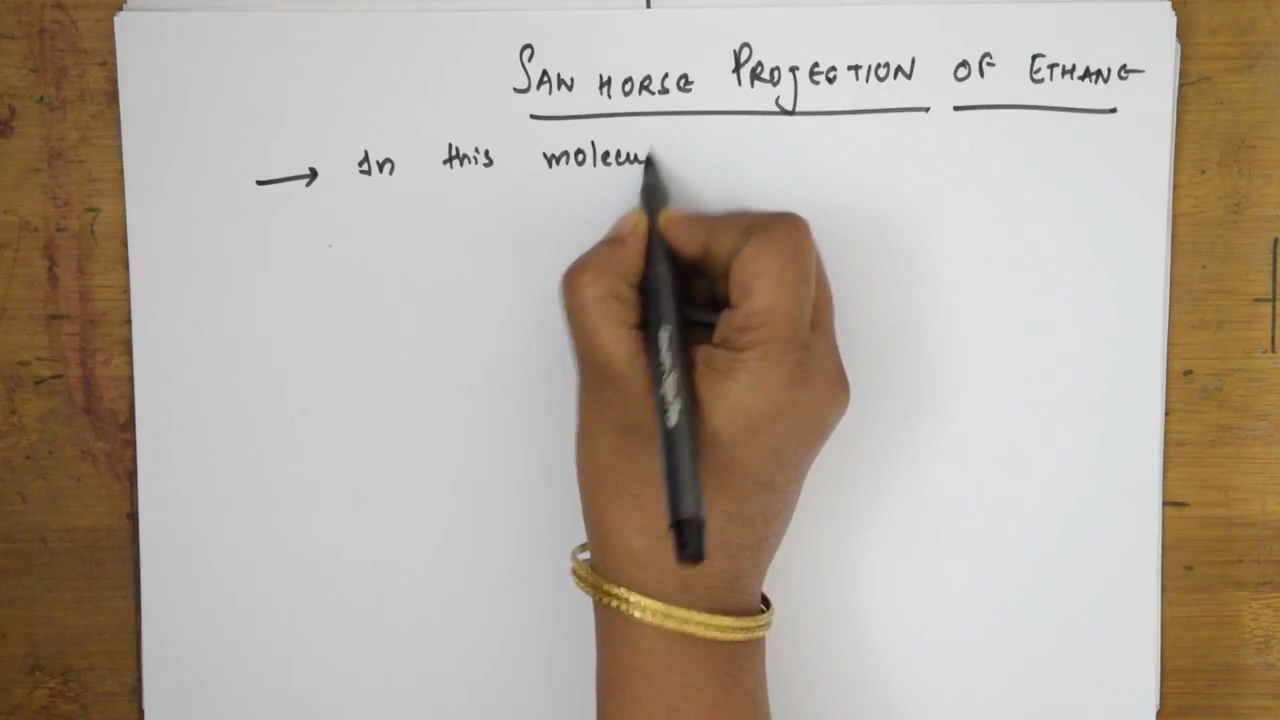 SAW HORSE PROJECTION OF ETHANE
→ In this molecu